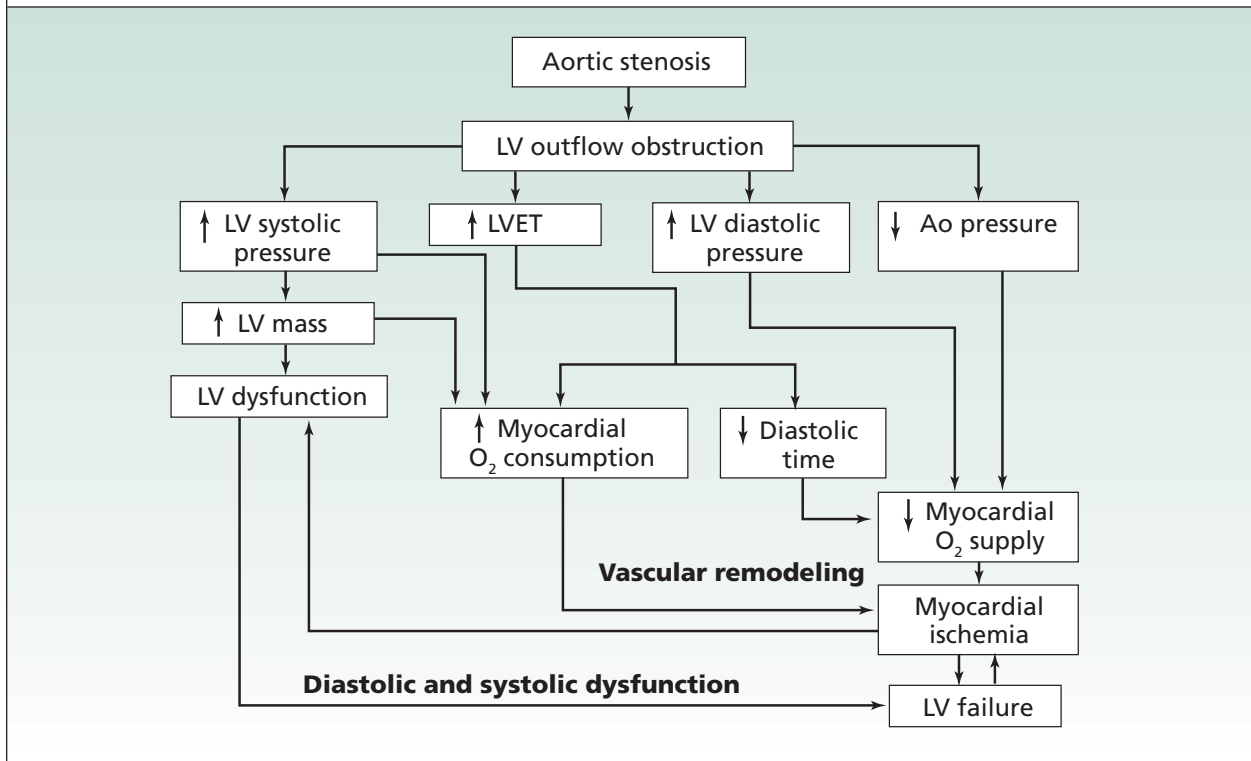 Aortic stenosis
LV outflow obstruction
↑ LV systolic
pressure
↑ LVET
↑ LV diastolic
pressure
↓ Ao pressure
↑ LV mass
LV dysfunction
↑ Myocardial
O₂ consumption
↓ Diastolic
time
↓ Myocardial
O₂ supply
Vascular remodeling
Myocardial
ischemia
Diastolic and systolic dysfunction
LV failure